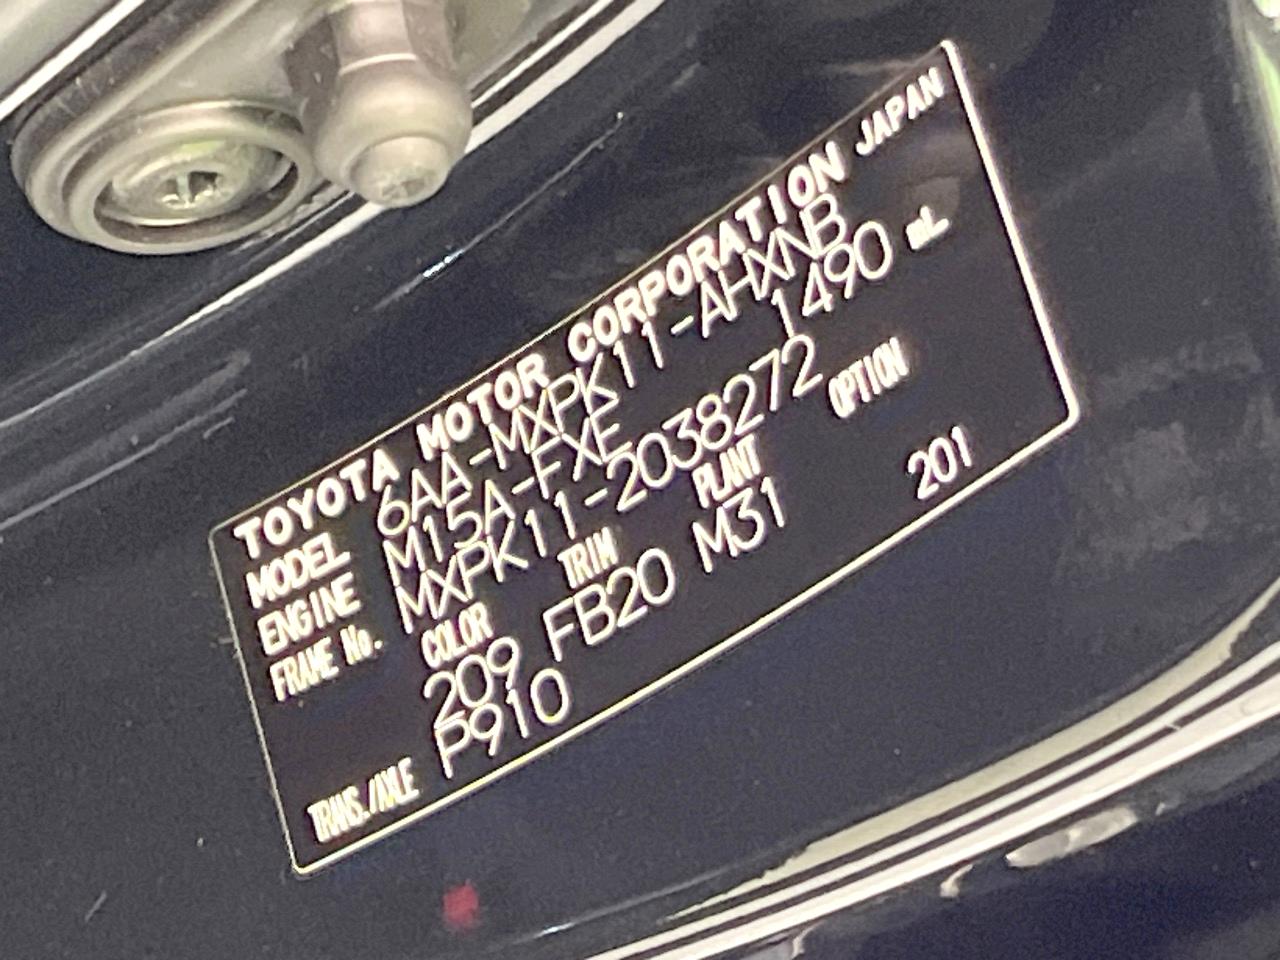 TOYOTA MOTOR CORPORATION JAPAN
MODEL 6AA-MXPK11-AHXNB
ENGINE M15A-FXE 1490 mL
FRAME No. MXPK11-2038272
COLOR TRIM PLANT OPTION
209 FB20 M31 201
TRANS./AXLE P910